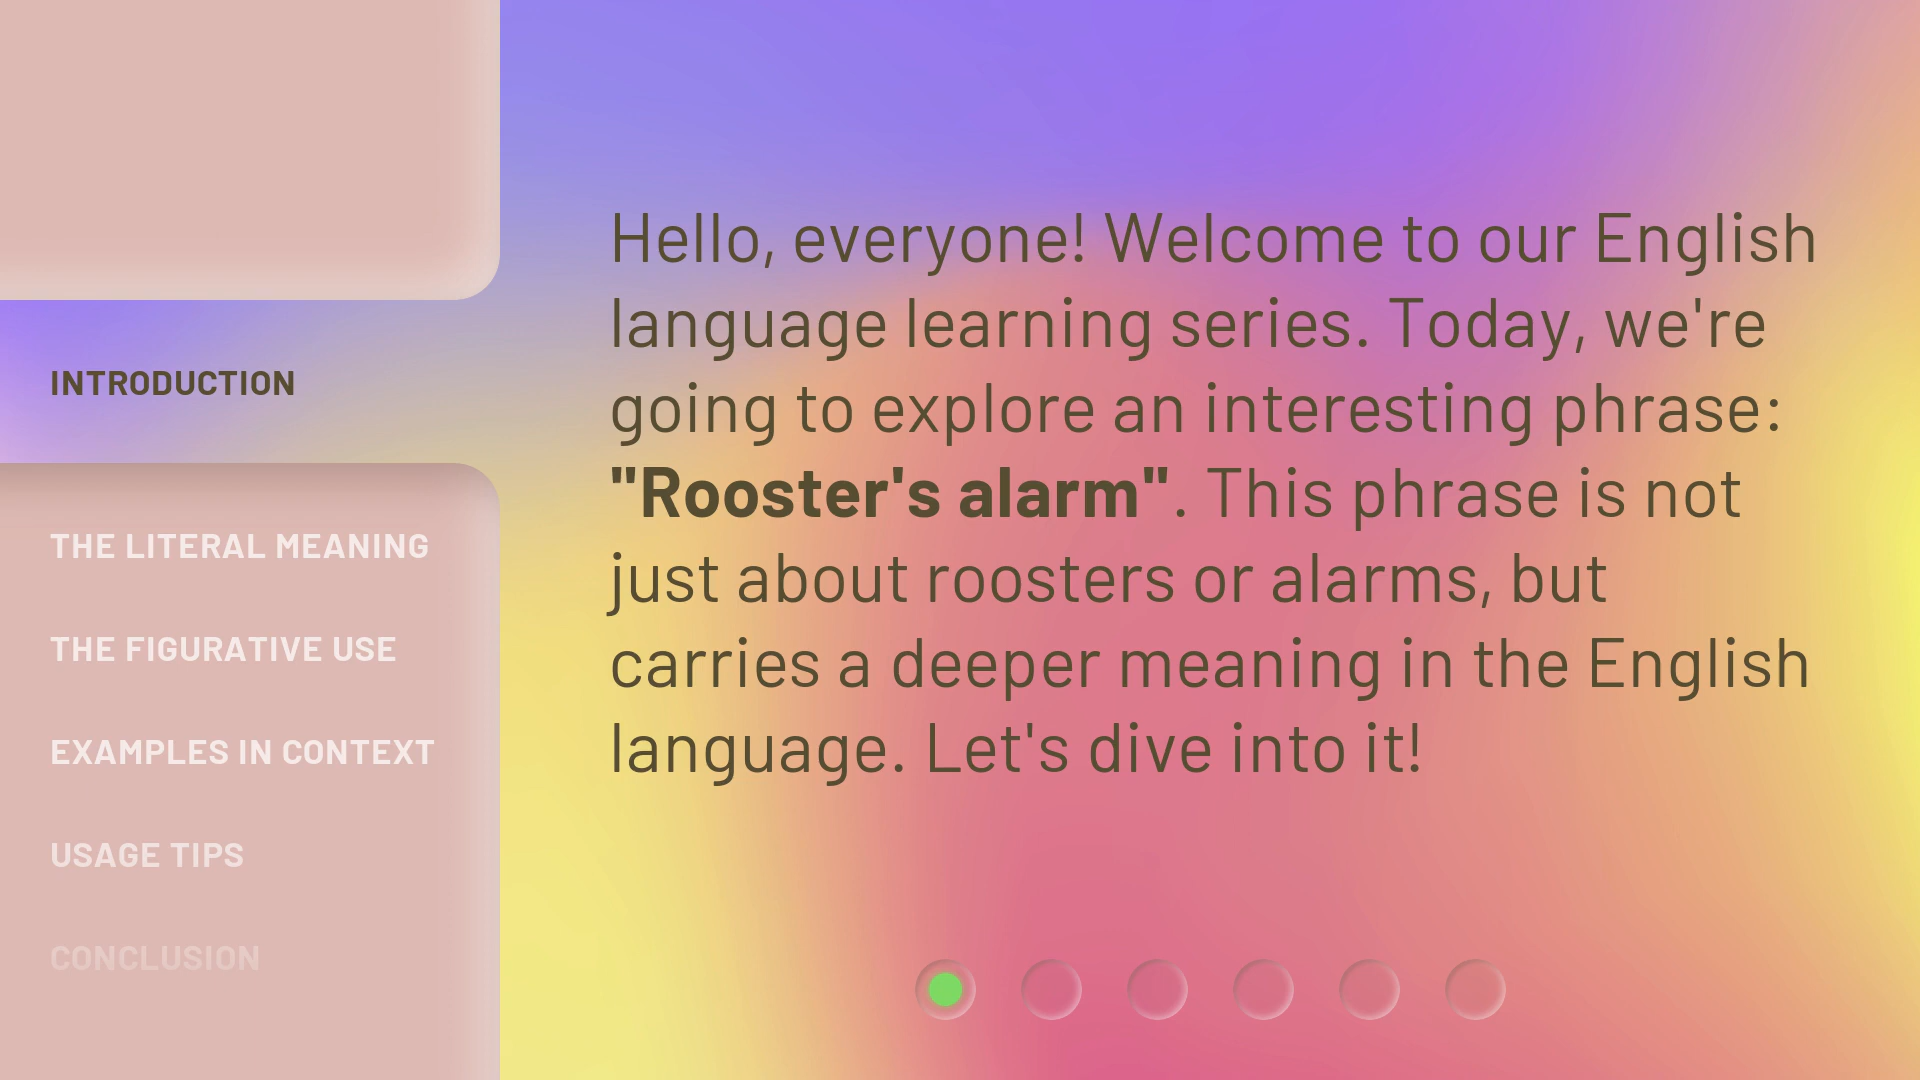 INTRODUCTION
THE LITERAL MEANING
THE FIGURATIVE USE
EXAMPLES IN CONTEXT
USAGE TIPS
CONCLUSION
Hello, everyone! Welcome to our English
language learning series. Today, we're
going to explore an interesting phrase:
"Rooster's alarm". This phrase is not
just about roosters or alarms, but
carries a deeper meaning in the English
language. Let's dive into it!